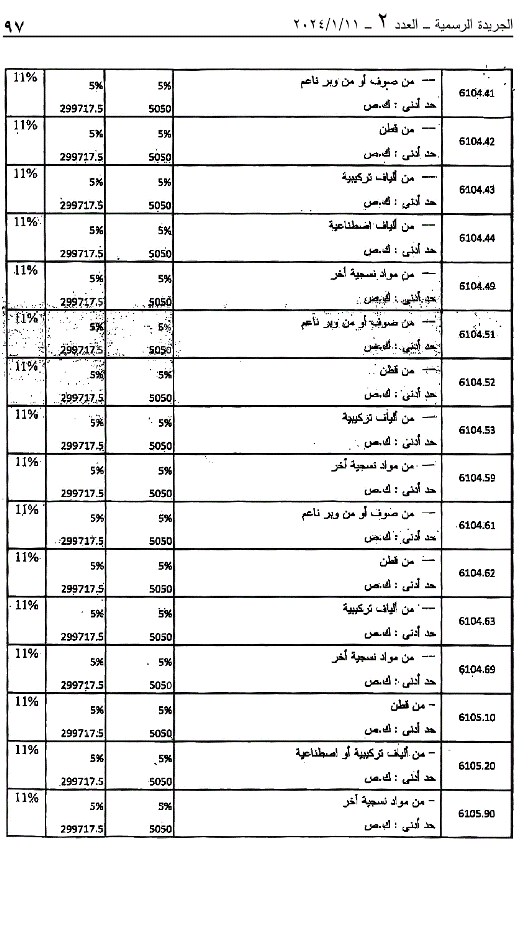 الجريدة الرسمية ــ العدد ٢ ــ ٢٠٢٤/١/١١
٩٧
6104.41 — من صوف أو من وبر ناعم 5% 5% 11%
حد أدنى : ك.ص 5050 299717.5
6104.42 — من قطن 5% 5% 11%
حد أدنى : ك.ص 5050 299717.5
6104.43 — من ألياف تركيبية 5% 5% 11%
حد أدنى : ك.ص 5050 299717.5
6104.44 — من ألياف اصطناعية 5% 5% 11%
حد أدنى : ك.ص 5050 299717.5
6104.49 — من مواد نسجية أخر 5% 5% 11%
حد أدنى : ك.ص 5050 299717.5
6104.51 — من صوف أو من وبر ناعم 5% 5% 11%
حد أدنى : ك.ص 5050 299717.5
6104.52 — من قطن 5% 5% 11%
حد أدنى : ك.ص 5050 299717.5
6104.53 — من ألياف تركيبية 5% 5% 11%
حد أدنى : ك.ص 5050 299717.5
6104.59 — من مواد نسجية أخر 5% 5% 11%
حد أدنى : ك.ص 5050 299717.5
6104.61 — من صوف أو من وبر ناعم 5% 5% 11%
حد أدنى : ك.ص 5050 299717.5
6104.62 — من قطن 5% 5% 11%
حد أدنى : ك.ص 5050 299717.5
6104.63 — من ألياف تركيبية 5% 5% 11%
حد أدنى : ك.ص 5050 299717.5
6104.69 — من مواد نسجية أخر 5% 5% 11%
حد أدنى : ك.ص 5050 299717.5
6105.10 - من قطن 5% 5% 11%
حد أدنى : ك.ص 5050 299717.5
6105.20 - من ألياف تركيبية أو اصطناعية 5% 5% 11%
حد أدنى : ك.ص 5050 299717.5
6105.90 - من مواد نسجية أخر 5% 5% 11%
حد أدنى : ك.ص 5050 299717.5